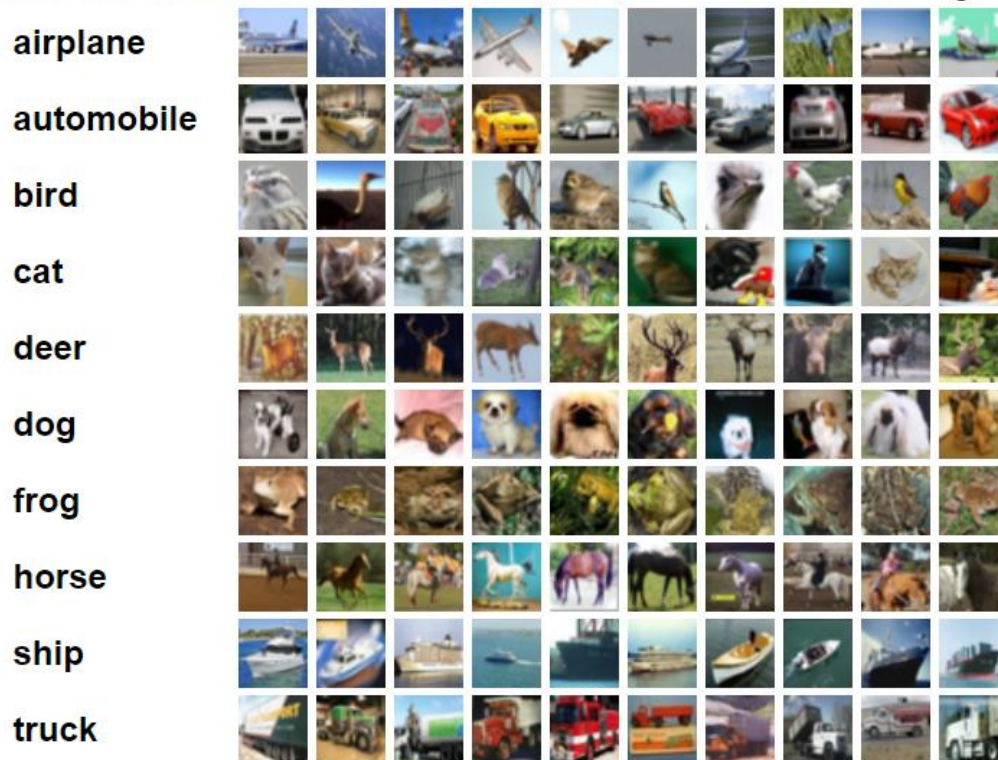 airplane
automobile
bird
cat
deer
dog
frog
horse
ship
truck